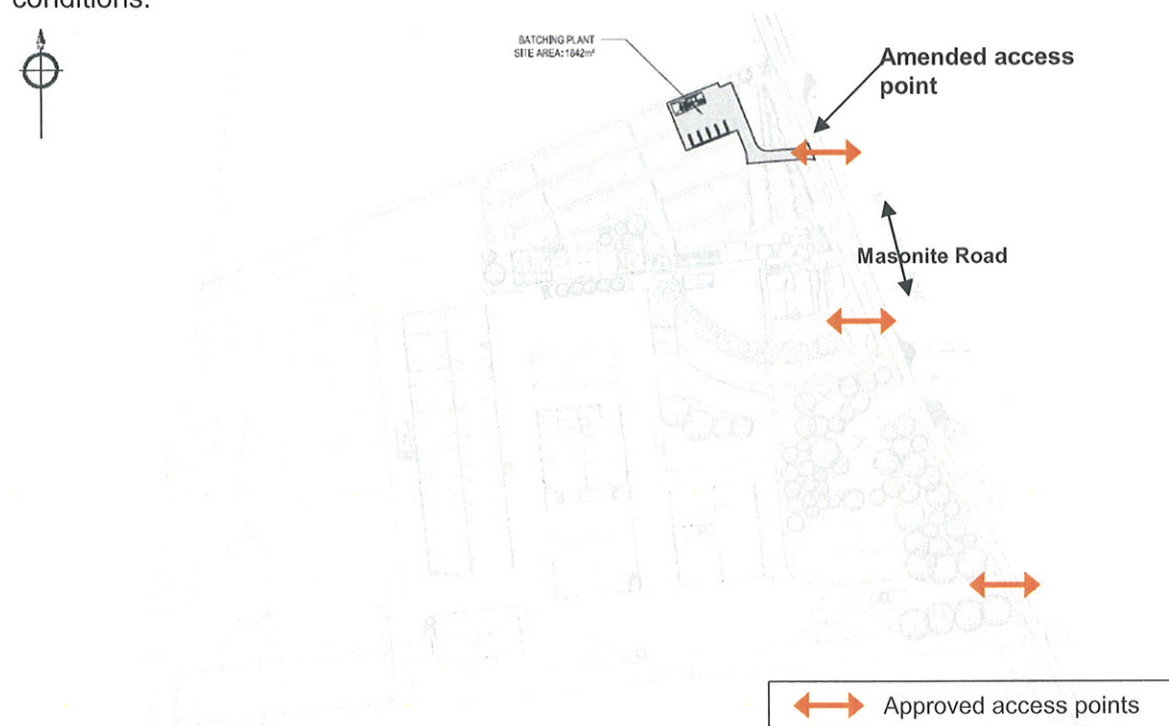 conditions.
BATCHING PLANT
SITE AREA: 1842m²
Amended access
point
Masonite Road
Approved access points